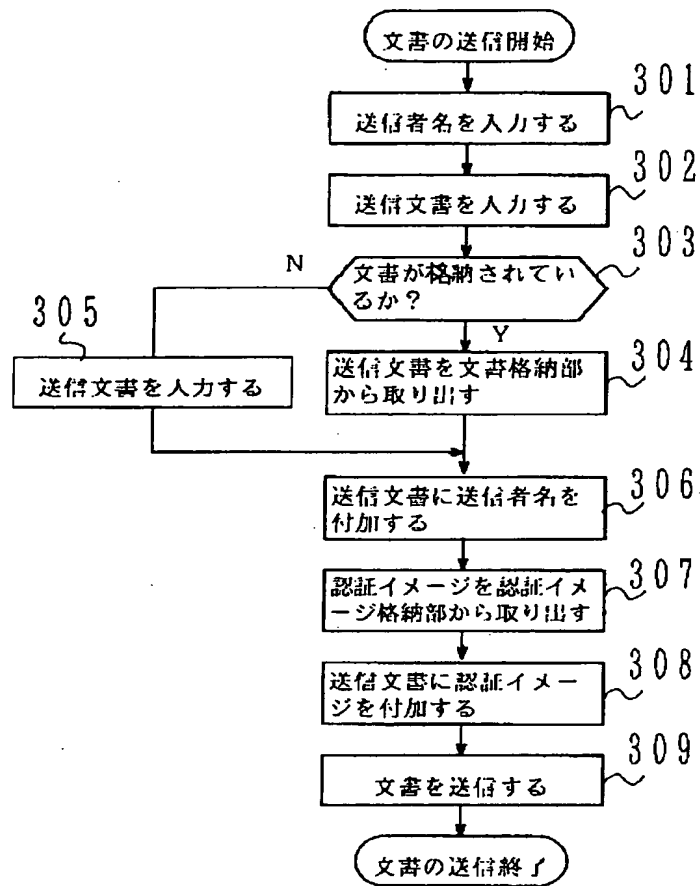 文書の送信開始
301
送信者名を入力する
302
送信文書を入力する
303
文書が格納されてい
るか?
N
Y
305
送信文書を入力する
304
送信文書を文書格納部
から取り出す
306
送信文書に送信者名を
付加する
307
認証イメージを認証イメ
ージ格納部から取り出す
308
送信文書に認証イメー
ジを付加する
309
文書を送信する
文書の送信終了